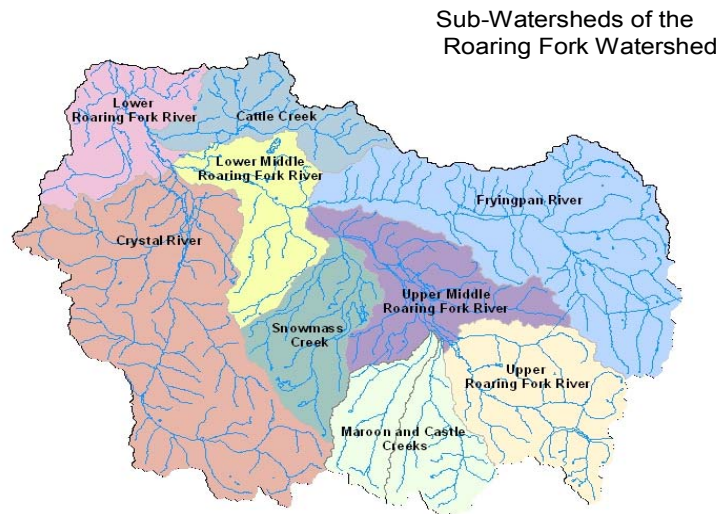 Sub-Watersheds of the
Roaring Fork Watershed
Lower
Roaring Fork River
Cattle Creek
Lower Middle
Roaring Fork River
Fryingpan River
Crystal River
Upper Middle
Roaring Fork River
Snowmass
Creek
Upper
Roaring Fork River
Maroon and Castle
Creeks